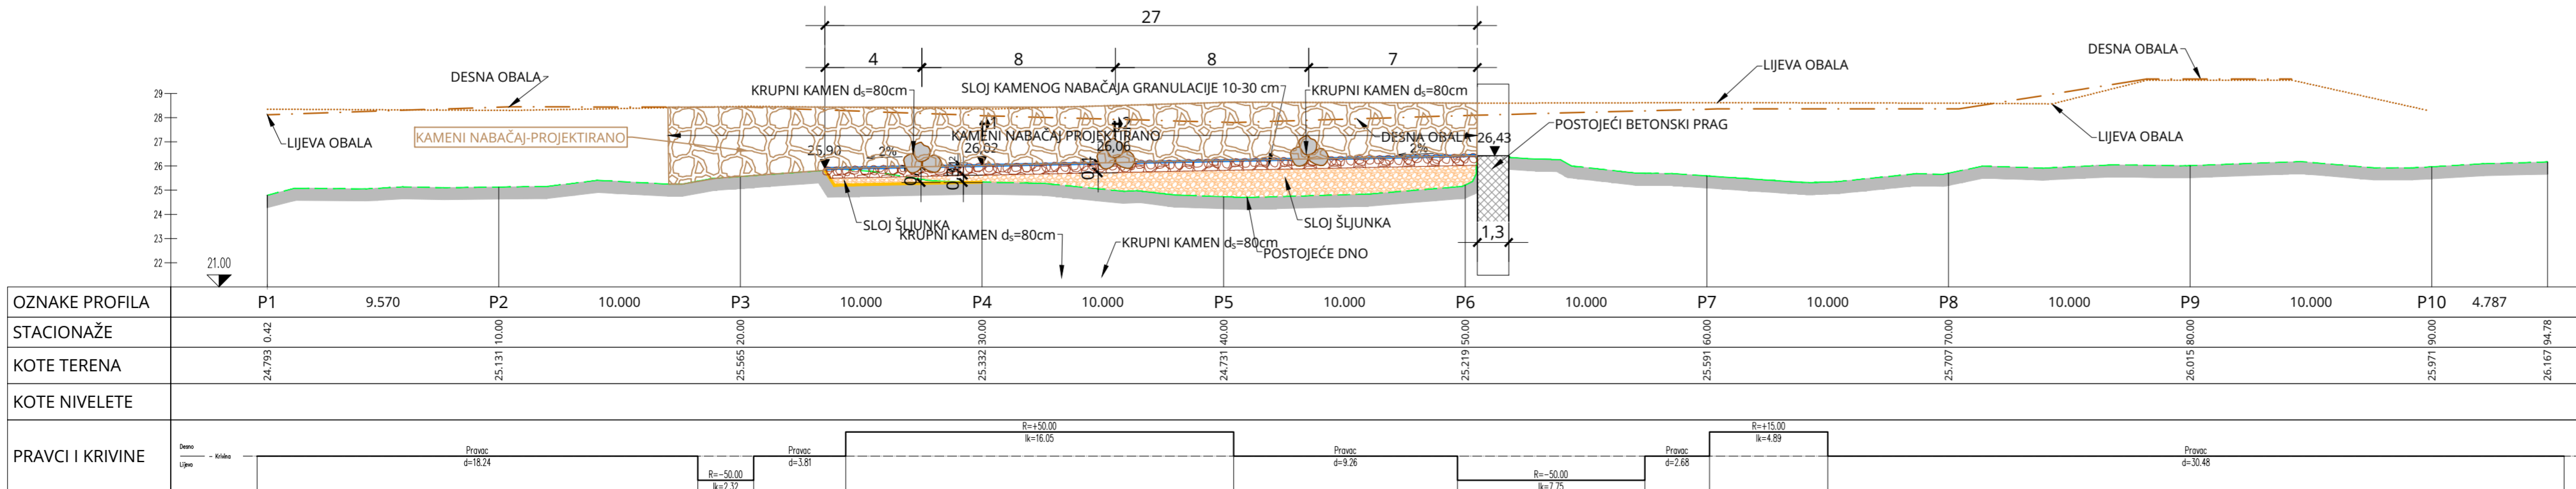 27
4 8 8 7
DESNA OBALA
DESNA OBALA
LIJEVA OBALA
KRUPNI KAMEN dₛ=80cm
SLOJ KAMENOG NABAČAJA GRANULACIJE 10-30 cm
KRUPNI KAMEN dₛ=80cm
29
28
27
26
25
24
23
22
21.00
LIJEVA OBALA
KAMENI NABAČAJ-PROJEKTIRANO
KAMENI NABAČAJ PROJEKTIRANO
DESNA OBALA
26,43
POSTOJEĆI BETONSKI PRAG
LIJEVA OBALA
25,90
2%
26,02
26,06
2%
SLOJ ŠLJUNKA
KRUPNI KAMEN dₛ=80cm
KRUPNI KAMEN dₛ=80cm
SLOJ ŠLJUNKA
POSTOJEĆE DNO
1,3
OZNAKE PROFILA P1 9.570 P2 10.000 P3 10.000 P4 10.000 P5 10.000 P6 10.000 P7 10.000 P8 10.000 P9 10.000 P10 4.787
STACIONAŽE 0.42 10.00 20.00 30.00 40.00 50.00 60.00 70.00 80.00 90.00 94.78
KOTE TERENA 24.793 25.131 25.565 25.332 24.731 25.219 25.591 25.707 26.015 25.971 26.167
KOTE NIVELETE
PRAVCI I KRIVINE
Desno
Krivina
Lijevo
Pravac
d=18.24
R=-50.00
lk=2.32
Pravac
d=3.81
R=+50.00
lk=16.05
Pravac
d=9.26
R=-50.00
lk=7.75
Pravac
d=2.68
R=+15.00
lk=4.89
Pravac
d=30.48